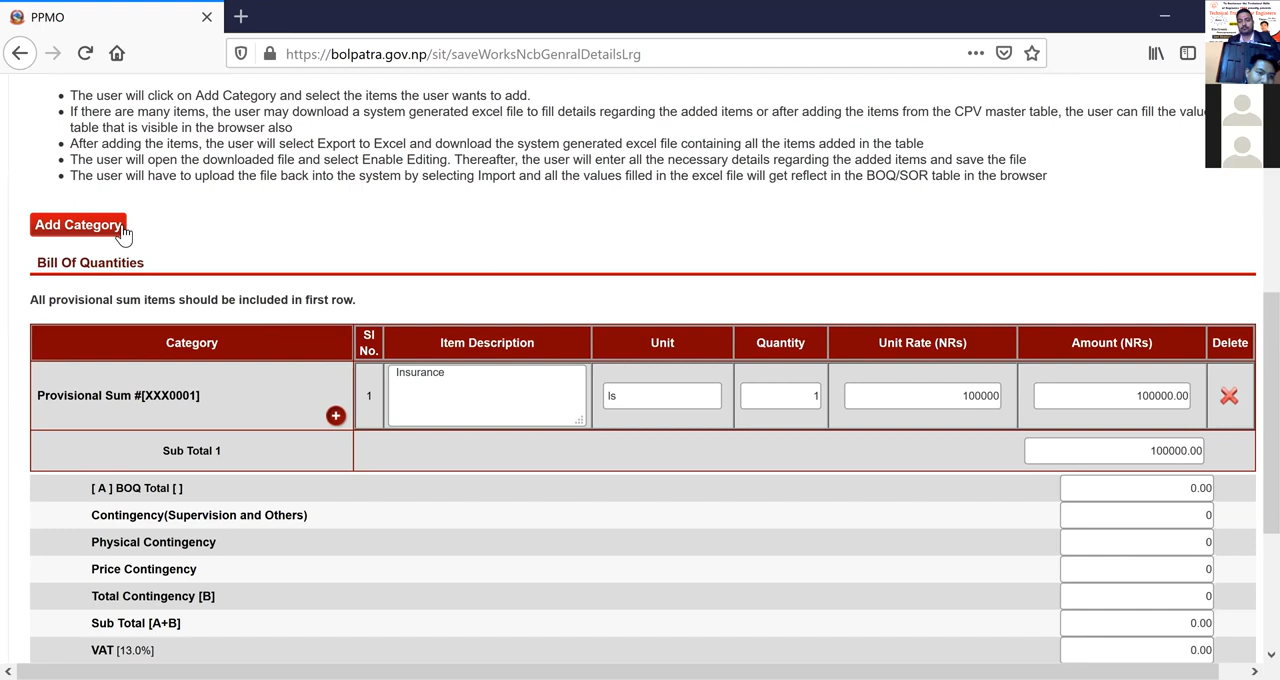 PPMO
https://bolpatra.gov.np/sit/saveWorksNcbGenralDetailsLrg
The user will click on Add Category and select the items the user wants to add.
If there are many items, the user may download a system generated excel file to fill details regarding the added items or after adding the items from the CPV master table, the user can fill the valu
table that is visible in the browser also
After adding the items, the user will select Export to Excel and download the system generated excel file containing all the items added in the table
The user will open the downloaded file and select Enable Editing. Thereafter, the user will enter all the necessary details regarding the added items and save the file
The user will have to upload the file back into the system by selecting Import and all the values filled in the excel file will get reflect in the BOQ/SOR table in the browser
Add Category
Bill Of Quantities
All provisional sum items should be included in first row.
Category Sl No. Item Description Unit Quantity Unit Rate (NRs) Amount (NRs) Delete
Provisional Sum #[XXX0001] 1 Insurance ls 1 100000 100000.00
Sub Total 1 100000.00
[ A ] BOQ Total [ ] 0.00
Contingency(Supervision and Others) 0
Physical Contingency 0
Price Contingency 0
Total Contingency [B] 0
Sub Total [A+B] 0.00
VAT [13.0%] 0.00